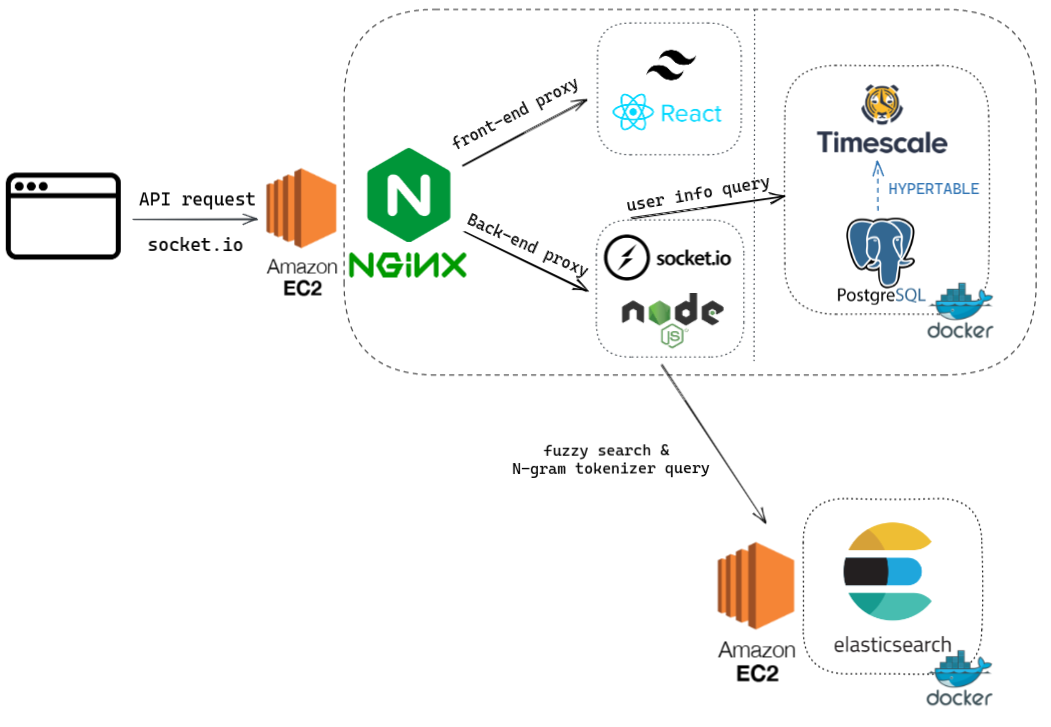 API request
socket.io
Amazon
EC2
N
NGINX
front-end proxy
Back-end proxy
React
user info query
socket.io
node
JS
Timescale
HYPERTABLE
PostgreSQL
docker
fuzzy search &
N-gram tokenizer query
Amazon
EC2
elasticsearch
docker